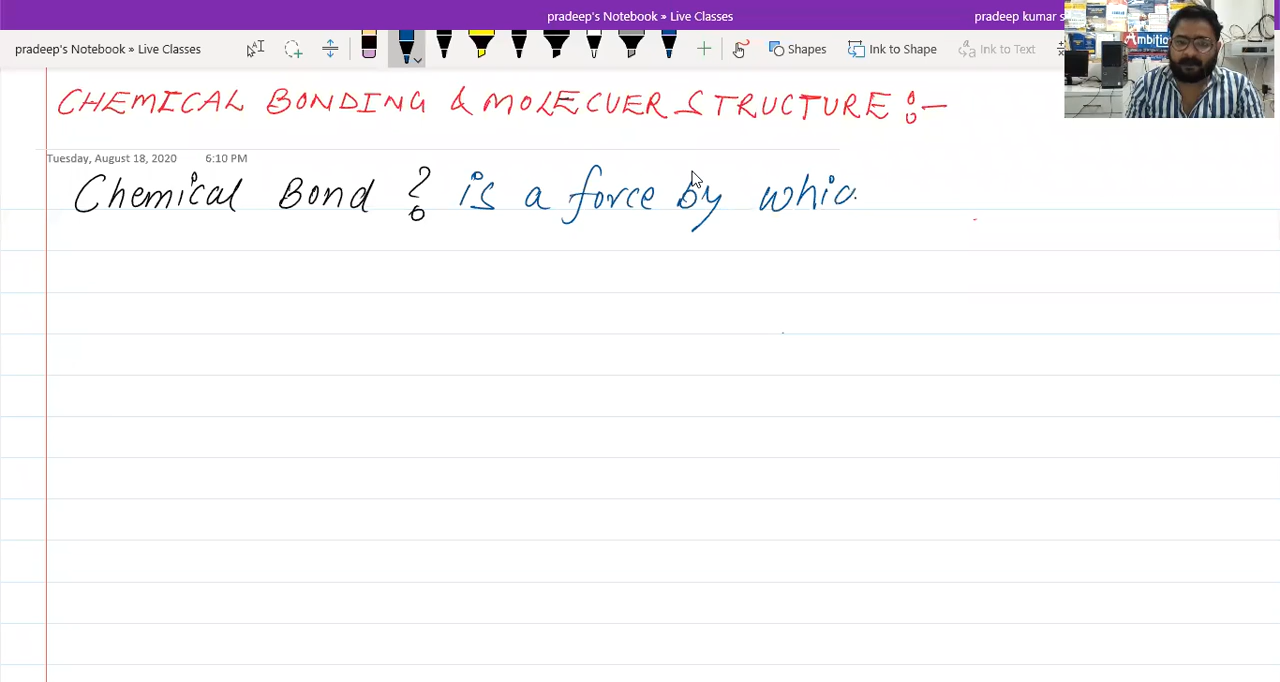 pradeep's Notebook » Live Classes
pradeep kumar s
pradeep's Notebook » Live Classes
Shapes
Ink to Shape
Ink to Text
Ambitio
CHEMICAL BONDING & MOLECUER STRUCTURE :-
Tuesday, August 18, 2020 6:10 PM
Chemical Bond ? is a force by whic